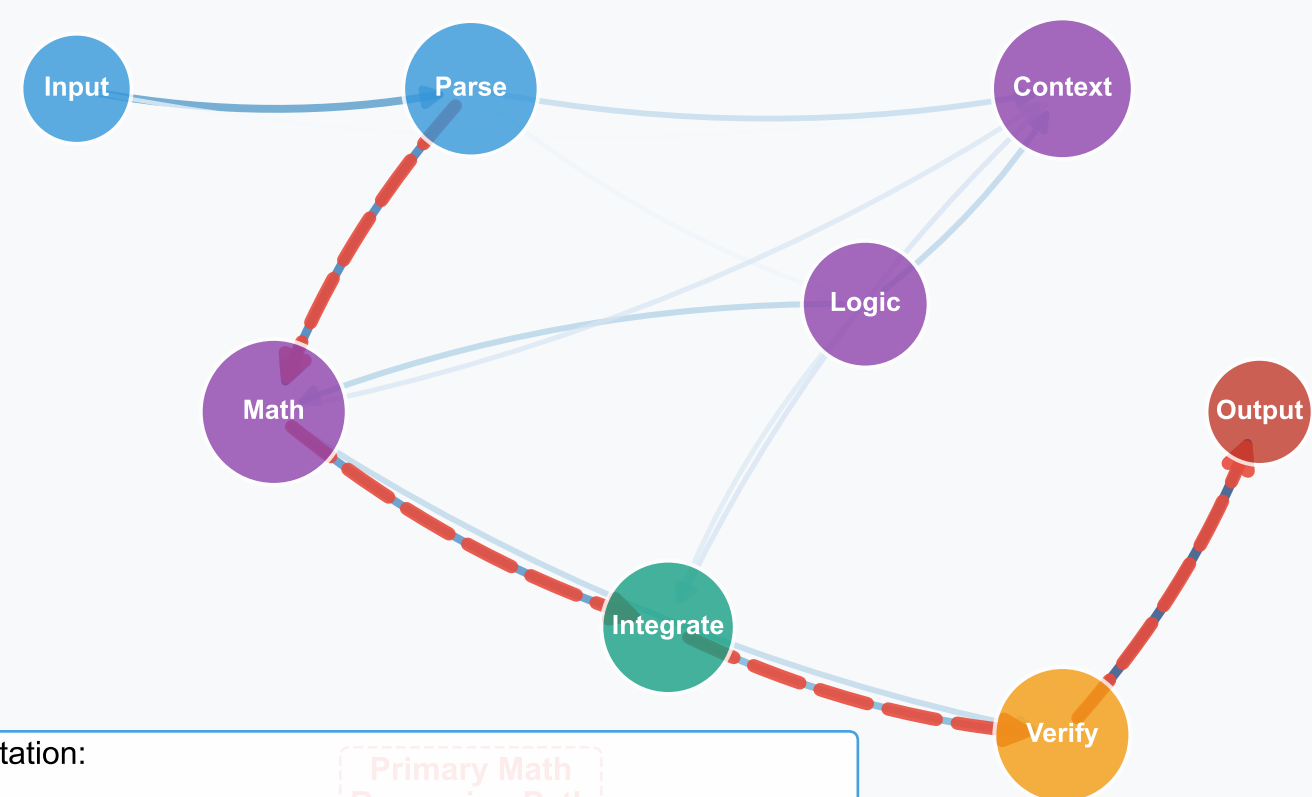 Input
Parse
Context
Logic
Math
Output
Integrate
Verify
tation:
Primary Math